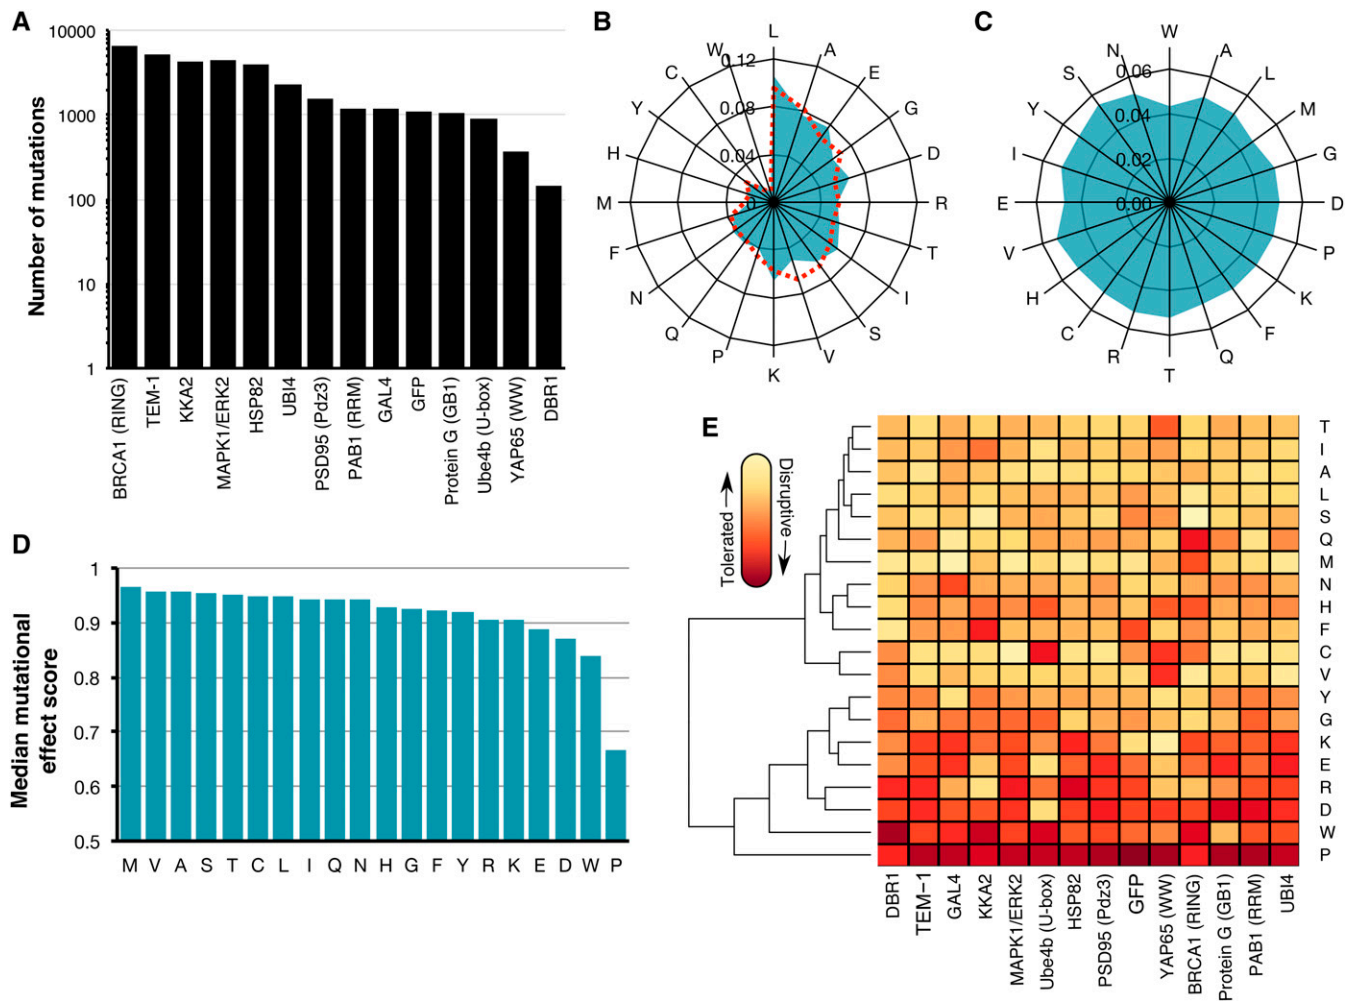 A
10000
1000
100
10
1
Number of mutations
BRCA1 (RING)
TEM-1
KKA2
MAPK1/ERK2
HSP82
UBI4
PSD95 (Pdz3)
PAB1 (RRM)
GAL4
GFP
Protein G (GB1)
Ube4b (U-box)
YAP65 (WW)
DBR1
B
L
A
E
G
D
R
T
I
S
V
K
P
Q
N
F
M
H
Y
C
W
0.12
0.08
0.04
0
C
W
A
L
M
G
D
P
K
F
Q
T
R
C
H
V
E
I
Y
S
N
0.06
0.04
0.02
0.00
D
1
0.9
0.8
0.7
0.6
0.5
Median mutational
effect score
M V A S T C L I Q N H G F Y R K E D W P
E
Tolerated
Disruptive
T
I
A
L
S
Q
M
N
H
F
C
V
Y
G
K
E
R
D
W
P
DBR1
TEM−1
GAL4
KKA2
MAPK1/ERK2
Ube4b (U-box)
HSP82
PSD95 (Pdz3)
GFP
YAP65 (WW)
BRCA1 (RING)
Protein G (GB1)
PAB1 (RRM)
UBI4